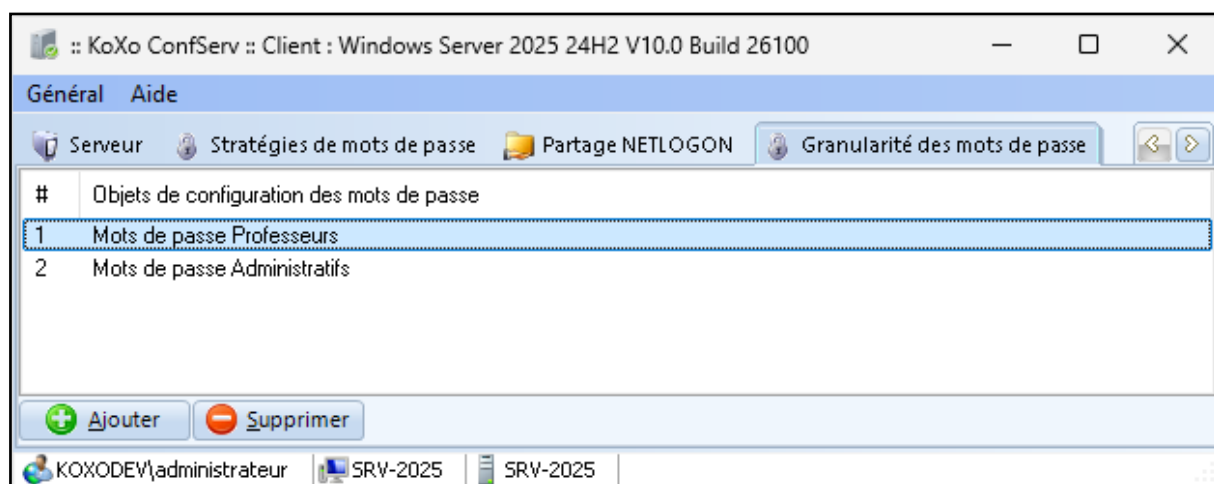 :: KoXo ConfServ :: Client : Windows Server 2025 24H2 V10.0 Build 26100
Général Aide
Serveur Stratégies de mots de passe Partage NETLOGON Granularité des mots de passe
# Objets de configuration des mots de passe
1 Mots de passe Professeurs
2 Mots de passe Administratifs
Ajouter Supprimer
KOXODEV\administrateur SRV-2025 SRV-2025